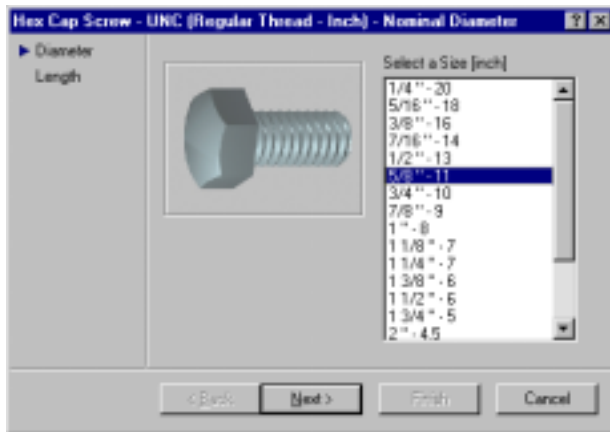 Hex Cap Screw - UNC (Regular Thread - Inch) - Nominal Diameter
Diameter
Length
Select a Size [inch]
1/4 " - 20
5/16 " - 18
3/8 " - 16
7/16 " - 14
1/2 " - 13
5/8 " - 11
3/4 " - 10
7/8 " - 9
1 " - 8
1 1/8 " - 7
1 1/4 " - 7
1 3/8 " - 6
1 1/2 " - 6
1 3/4 " - 5
2 " - 4.5
< Back
Next >
Finish
Cancel